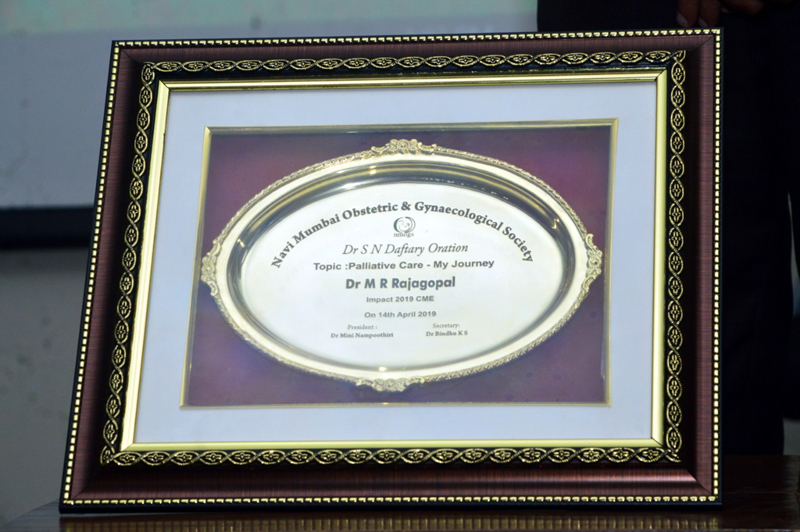 Navi Mumbai Obstetric & Gynaecological Society
nmogs
Dr S N Daftary Oration
Topic :Palliative Care - My Journey
Dr M R Rajagopal
Impact 2019 CME
On 14th April 2019
President : Secretary:
Dr Mini Nampoothiri Dr Bindhu K S